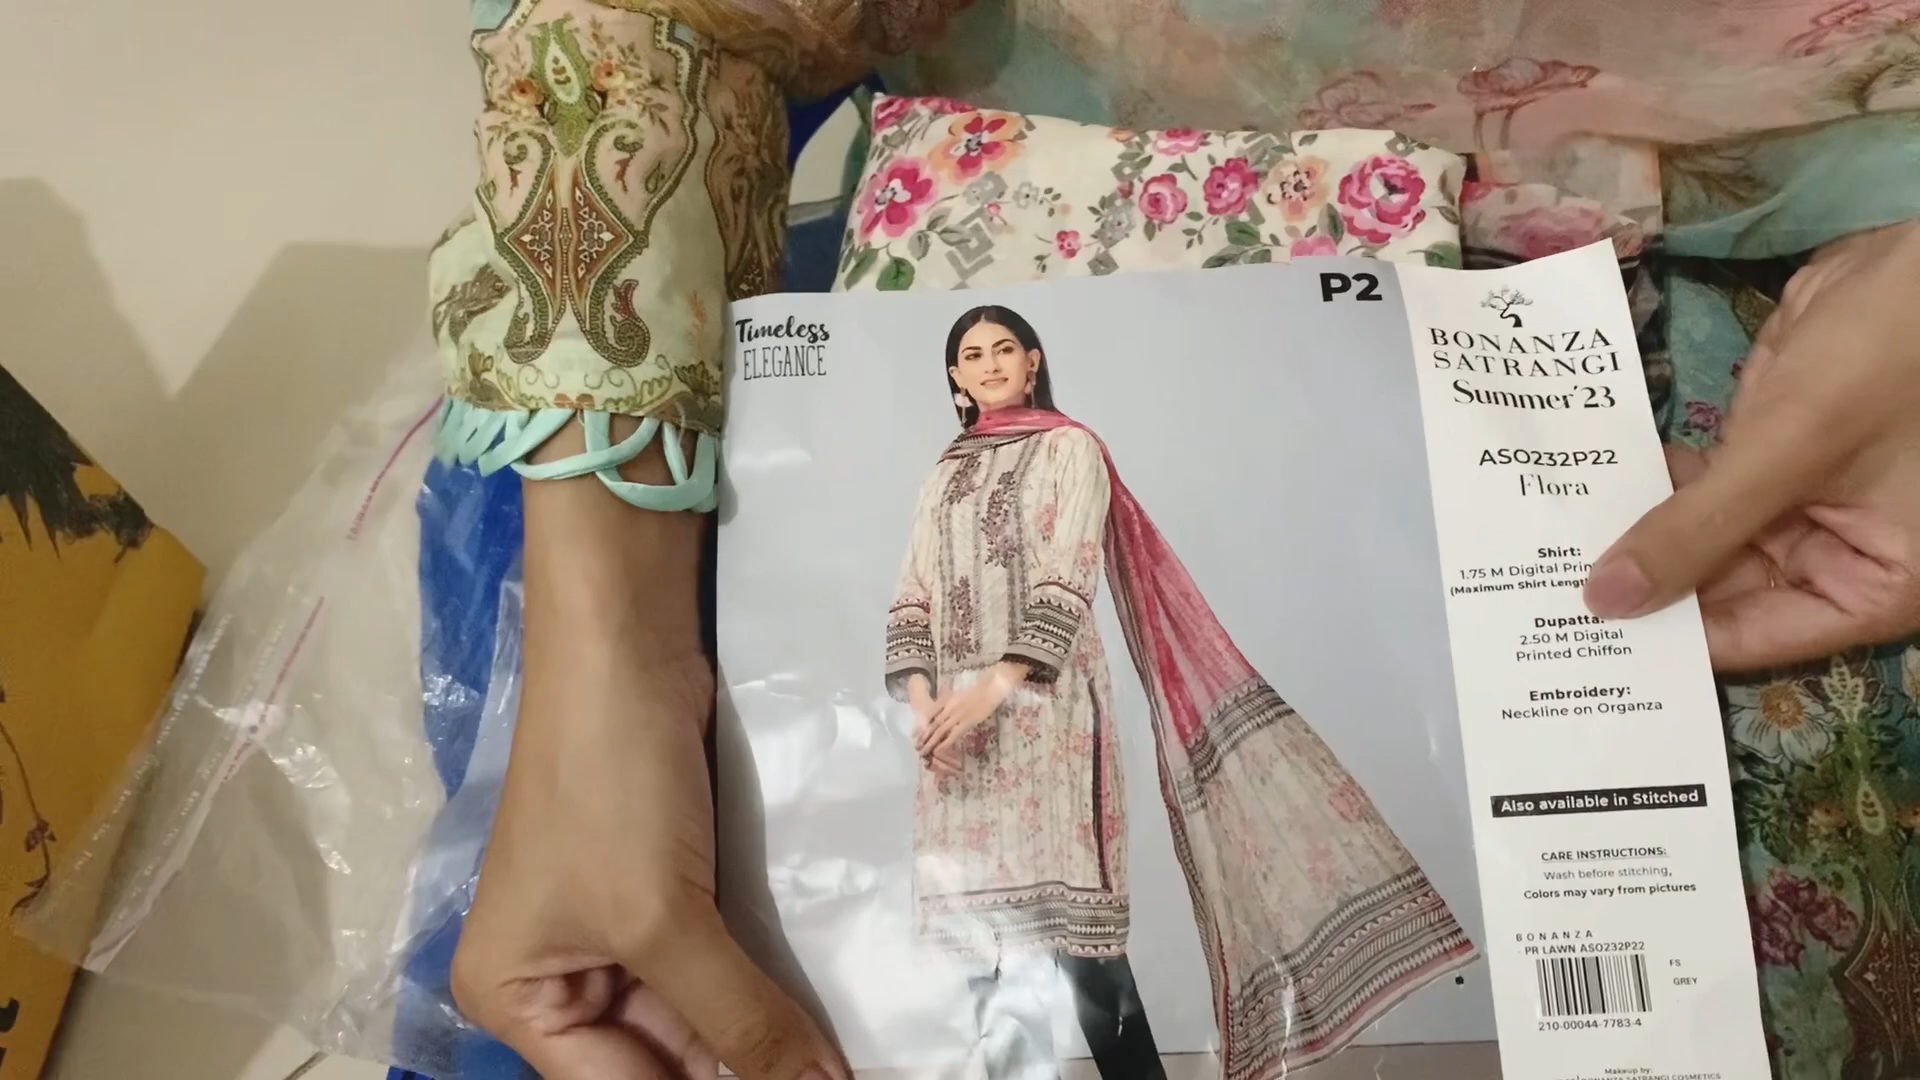 Timeless
ELEGANCE
P2
BONANZA
SATRANGI
Summer'23
ASO232P22
Flora
Shirt:
1.75 M Digital
(Maximum Shirt
Dupatta:
2.50 M Digital
Printed Chiffon
Embroidery:
Neckline on Organza
Also available in Stitched
CARE INSTRUCTIONS:
Wash before stitching,
Colors may vary from pictures
BONANZA
PR LAWN ASO232P22
FS
GREY
210-00044-7783-4
Makeup by:
SATRANGI COSMETICS